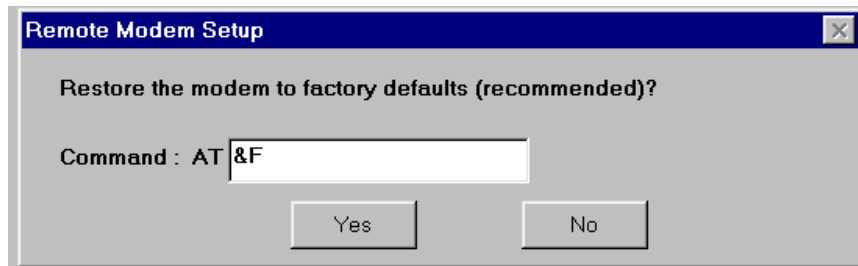 Remote Modem Setup
Restore the modem to factory defaults (recommended)?
Command : AT &F
Yes No